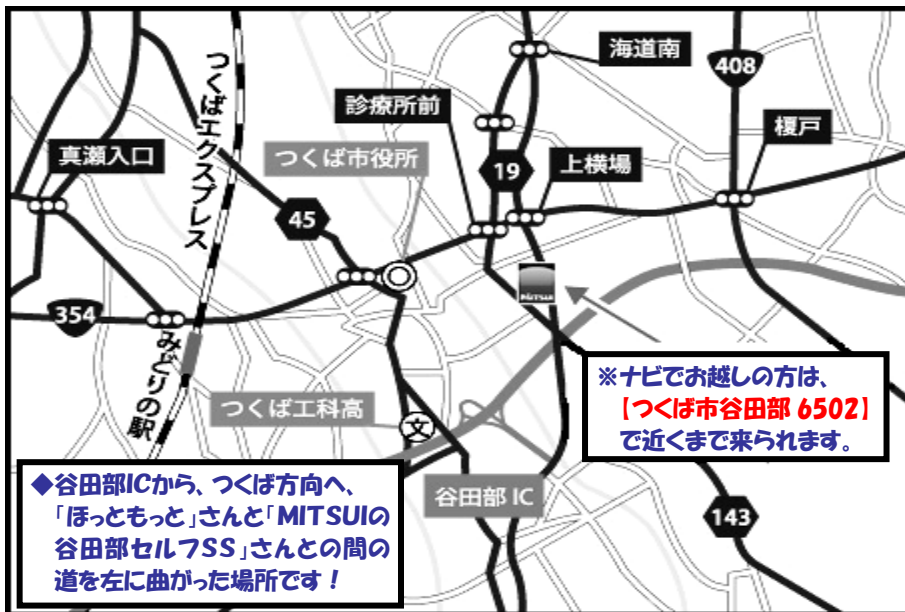 海道南
408
診療所前
榎戸
つくばエクスプレス
つくば市役所
真瀬入口
19
上横場
45
MITSUI
354
みどりの駅
つくば工科高
文
※ナビでお越しの方は、
【つくば市谷田部 6502】
で近くまで来られます。
谷田部 IC
143
◆谷田部ICから、つくば方向へ、
「ほっともっと」さんと「MITSUIの
谷田部セルフSS」さんとの間の
道を左に曲がった場所です！